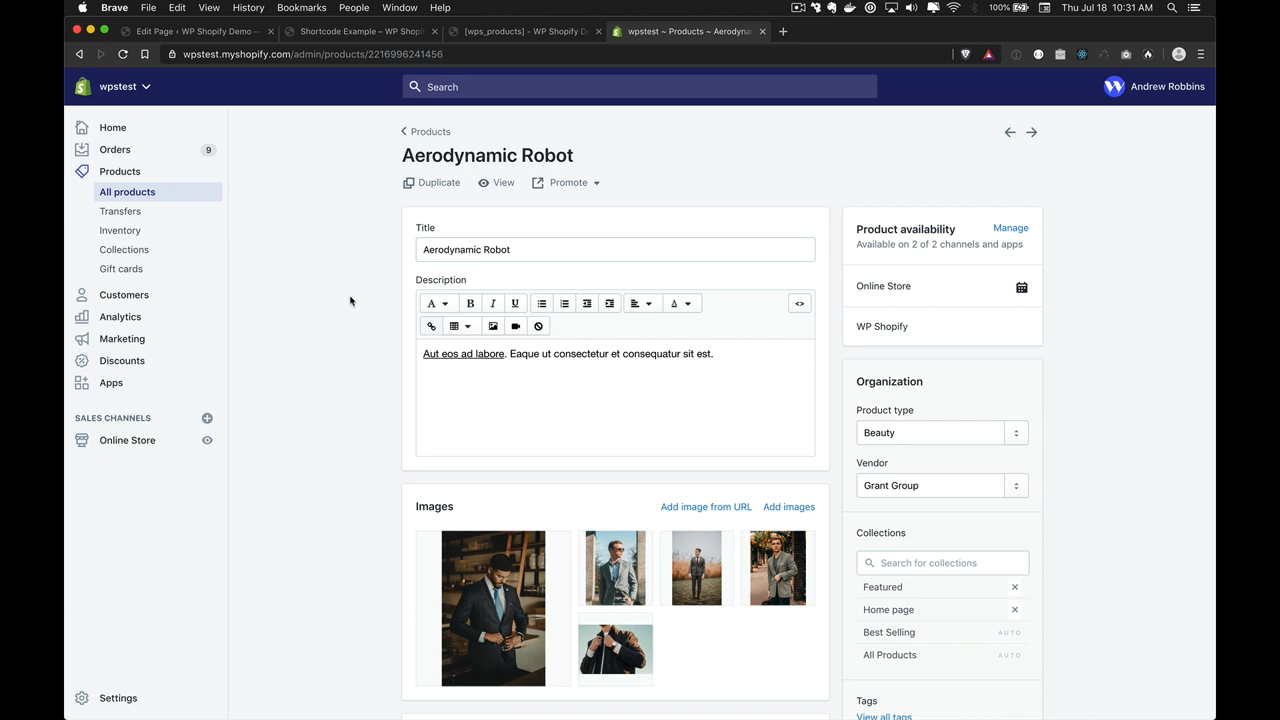 Brave File Edit View History Bookmarks People Window Help
100% Thu Jul 18 10:31 AM
Edit Page ‹ WP Shopify Demo —
Shortcode Example – WP Shopi
[wps_products] - WP Shopify D
wpstest ~ Products ~ Aerodyna
wpstest.myshopify.com/admin/products/2216996241456
wpstest
Search
Andrew Robbins
Home
Orders 9
Products
All products
Transfers
Inventory
Collections
Gift cards
Customers
Analytics
Marketing
Discounts
Apps
SALES CHANNELS
Online Store
Settings
Products
Aerodynamic Robot
Duplicate View Promote
Title
Aerodynamic Robot
Description
A B I U A <>
Aut eos ad labore. Eaque ut consectetur et consequatur sit est.
Images Add image from URL Add images
Product availability Manage
Available on 2 of 2 channels and apps
Online Store
WP Shopify
Organization
Product type
Beauty
Vendor
Grant Group
Collections
Search for collections
Featured
Home page
Best Selling AUTO
All Products AUTO
Tags
View all tags